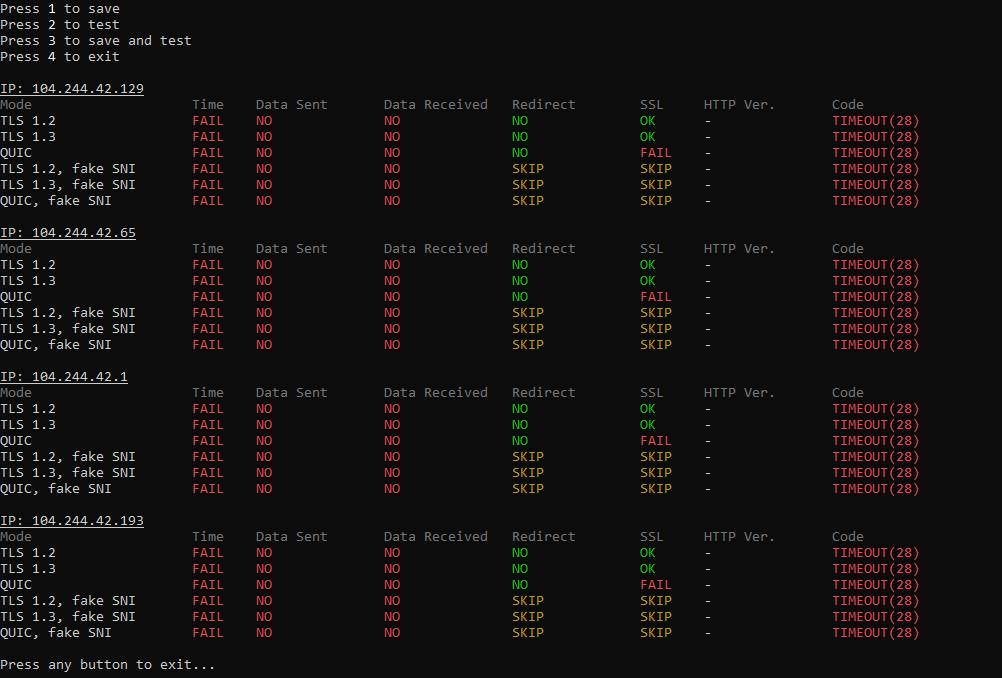 Press 1 to save
Press 2 to test
Press 3 to save and test
Press 4 to exit
IP: 104.244.42.129
Mode Time Data Sent Data Received Redirect SSL HTTP Ver. Code
TLS 1.2 FAIL NO NO NO OK - TIMEOUT(28)
TLS 1.3 FAIL NO NO NO OK - TIMEOUT(28)
QUIC FAIL NO NO NO FAIL - TIMEOUT(28)
TLS 1.2, fake SNI FAIL NO NO SKIP SKIP - TIMEOUT(28)
TLS 1.3, fake SNI FAIL NO NO SKIP SKIP - TIMEOUT(28)
QUIC, fake SNI FAIL NO NO SKIP SKIP - TIMEOUT(28)
IP: 104.244.42.65
Mode Time Data Sent Data Received Redirect SSL HTTP Ver. Code
TLS 1.2 FAIL NO NO NO OK - TIMEOUT(28)
TLS 1.3 FAIL NO NO NO OK - TIMEOUT(28)
QUIC FAIL NO NO NO FAIL - TIMEOUT(28)
TLS 1.2, fake SNI FAIL NO NO SKIP SKIP - TIMEOUT(28)
TLS 1.3, fake SNI FAIL NO NO SKIP SKIP - TIMEOUT(28)
QUIC, fake SNI FAIL NO NO SKIP SKIP - TIMEOUT(28)
IP: 104.244.42.1
Mode Time Data Sent Data Received Redirect SSL HTTP Ver. Code
TLS 1.2 FAIL NO NO NO OK - TIMEOUT(28)
TLS 1.3 FAIL NO NO NO OK - TIMEOUT(28)
QUIC FAIL NO NO NO FAIL - TIMEOUT(28)
TLS 1.2, fake SNI FAIL NO NO SKIP SKIP - TIMEOUT(28)
TLS 1.3, fake SNI FAIL NO NO SKIP SKIP - TIMEOUT(28)
QUIC, fake SNI FAIL NO NO SKIP SKIP - TIMEOUT(28)
IP: 104.244.42.193
Mode Time Data Sent Data Received Redirect SSL HTTP Ver. Code
TLS 1.2 FAIL NO NO NO OK - TIMEOUT(28)
TLS 1.3 FAIL NO NO NO OK - TIMEOUT(28)
QUIC FAIL NO NO NO FAIL - TIMEOUT(28)
TLS 1.2, fake SNI FAIL NO NO SKIP SKIP - TIMEOUT(28)
TLS 1.3, fake SNI FAIL NO NO SKIP SKIP - TIMEOUT(28)
QUIC, fake SNI FAIL NO NO SKIP SKIP - TIMEOUT(28)
Press any button to exit...